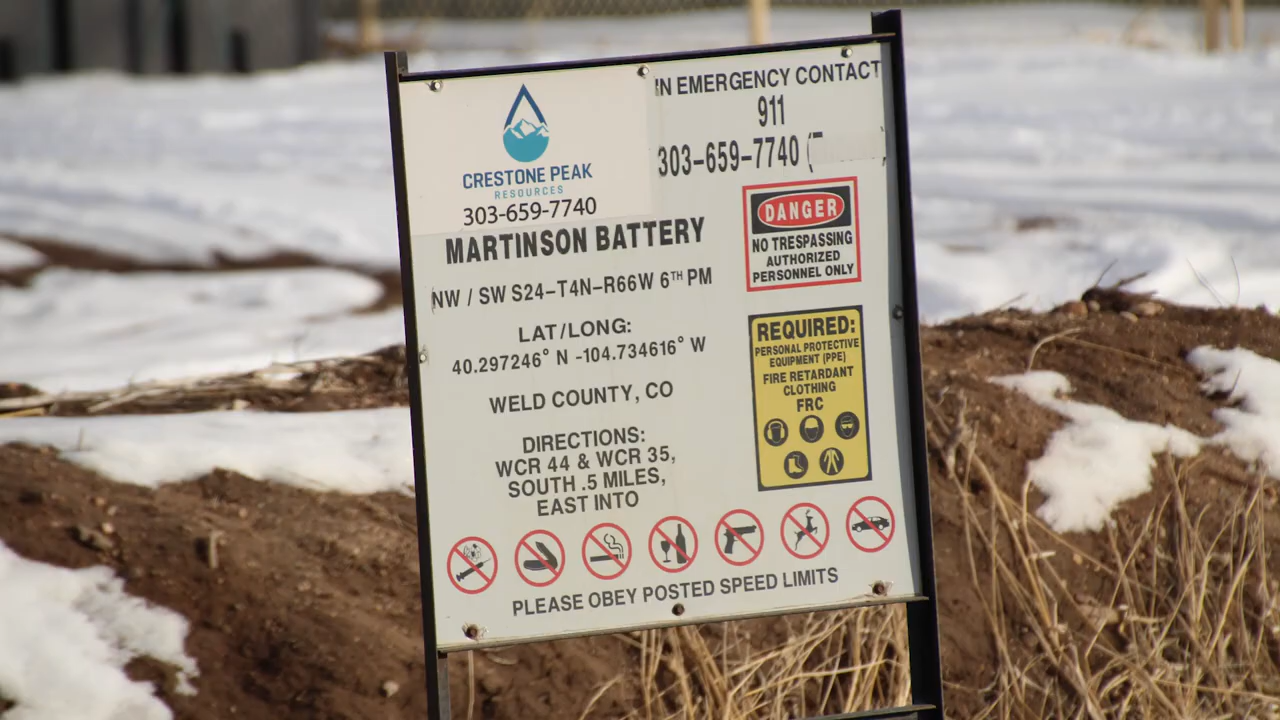 CRESTONE PEAK
RESOURCES
303-659-7740
IN EMERGENCY CONTACT
911
303-659-7740 (
MARTINSON BATTERY
NW / SW S24-T4N-R66W 6TH PM
LAT/LONG:
40.297246° N -104.734616° W
WELD COUNTY, CO
DIRECTIONS:
WCR 44 & WCR 35,
SOUTH .5 MILES,
EAST INTO
DANGER
NO TRESPASSING
AUTHORIZED
PERSONNEL ONLY
REQUIRED:
PERSONAL PROTECTIVE
EQUIPMENT (PPE)
FIRE RETARDANT
CLOTHING
FRC
PLEASE OBEY POSTED SPEED LIMITS